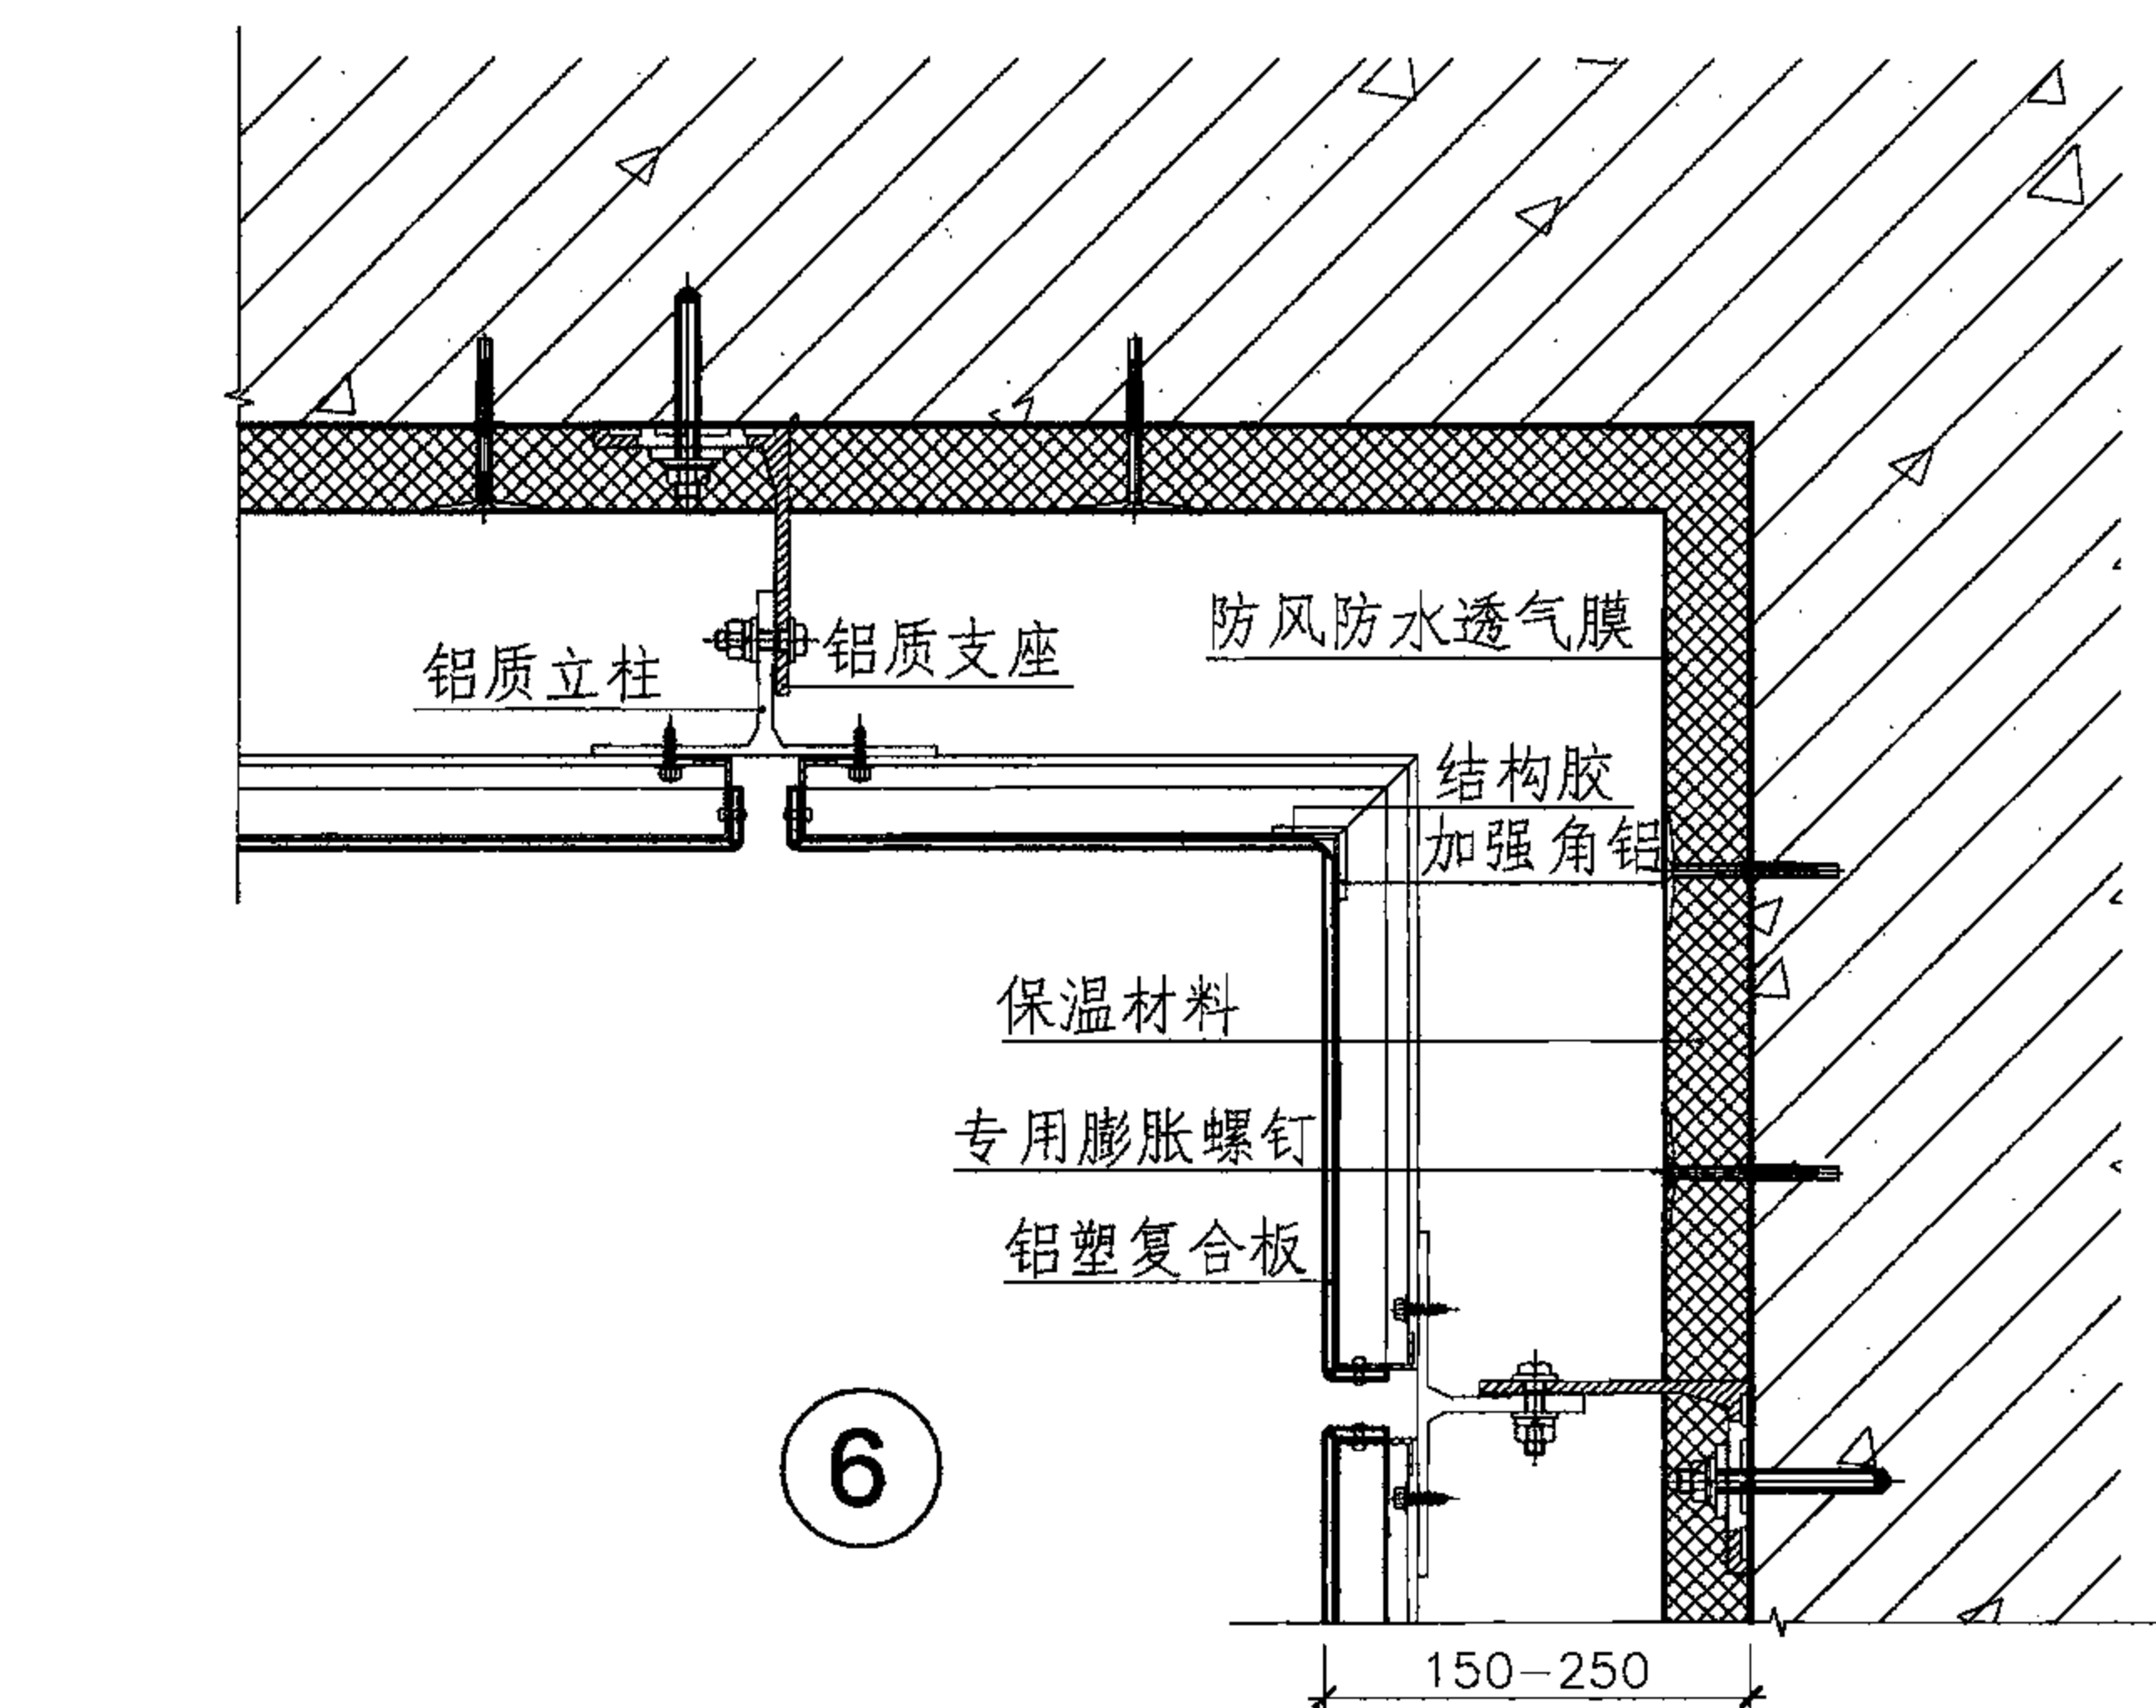 防风防水透气膜
铝质支座
铝质立柱
结构胶
加强角铝
保温材料
专用膨胀螺钉
铝塑复合板
6
150-250